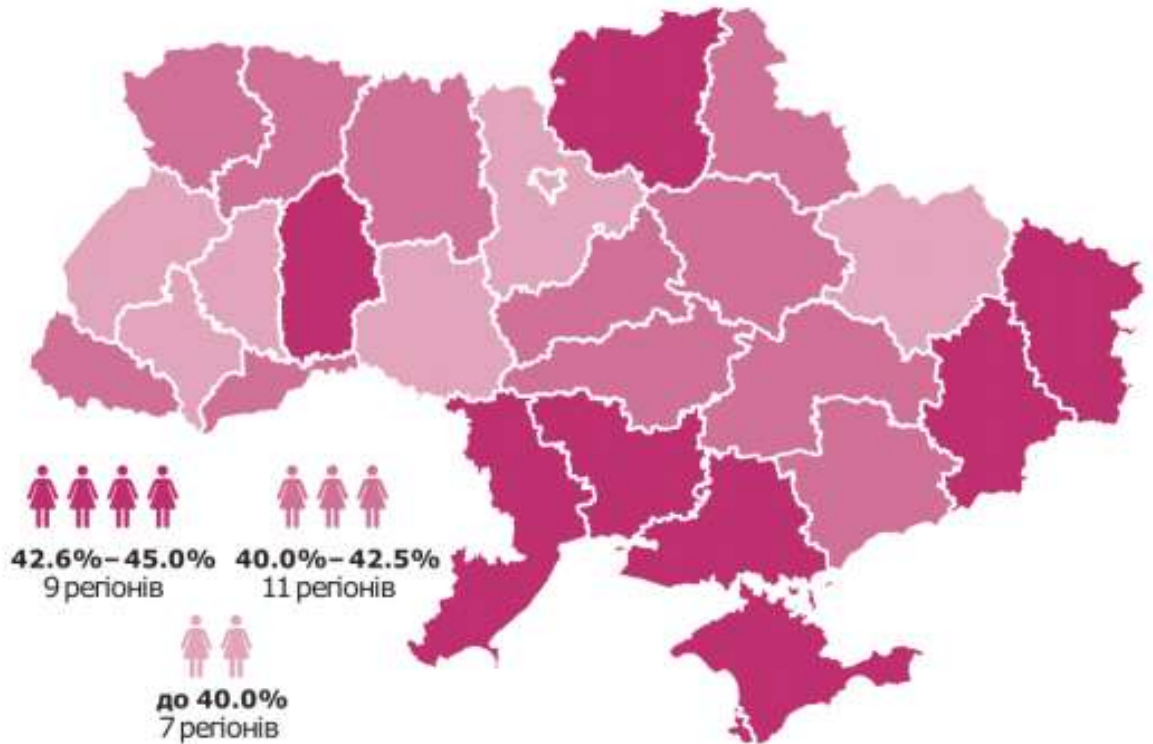 42.6%–45.0%
9 регіонів
40.0%–42.5%
11 регіонів
до 40.0%
7 регіонів